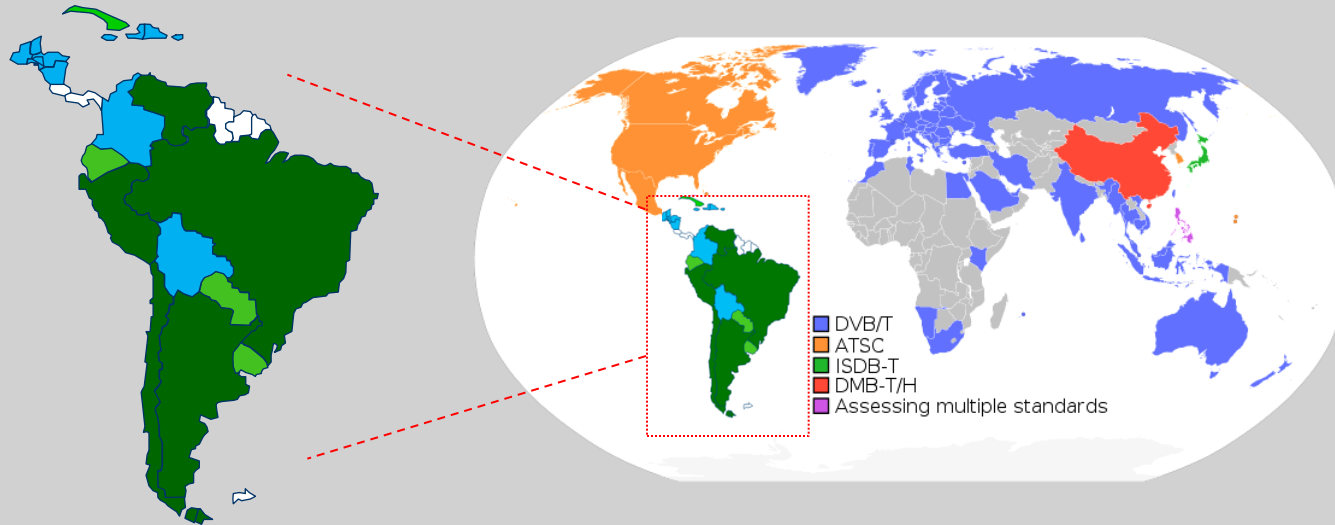 DVB/T
ATSC
ISDB-T
DMB-T/H
Assessing multiple standards